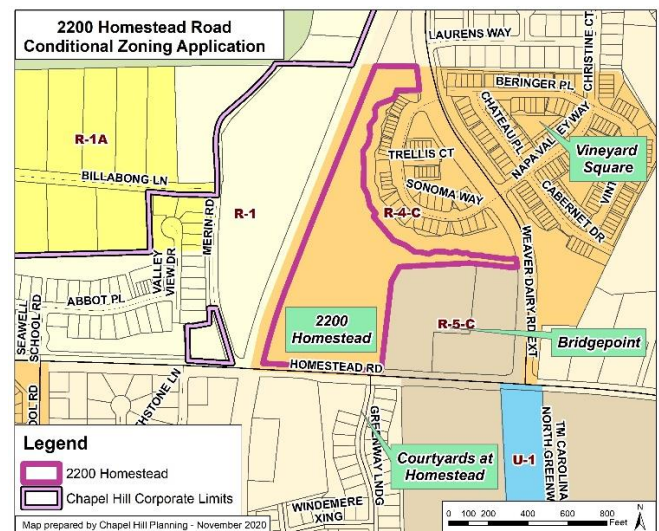 2200 Homestead Road
Conditional Zoning Application
LAURENS WAY
CHRISTINE CT
BERINGER PL
CHATEAU PL
NAPA VALLEY WAY
Vineyard
Square
R-1A
TRELLIS CT
BILLABONG LN
SONOMA WAY
CABERNET DR
R-1
R-4-C
MERIN RD
VALLEY
VIEW DR
WEAVER DAIRY RD EXT
ABBOT PL
SEAWELL
SCHOOL RD
2200
Homestead
R-5-C
Bridgepoint
HOMESTEAD RD
GREENWAY LNDG
Courtyards at
Homestead
U-1
WINDEMERE
XING
Legend
2200 Homestead
Chapel Hill Corporate Limits
Map prepared by Chapel Hill Planning - November 2020
0 100 200 400 600 800
Feet
N